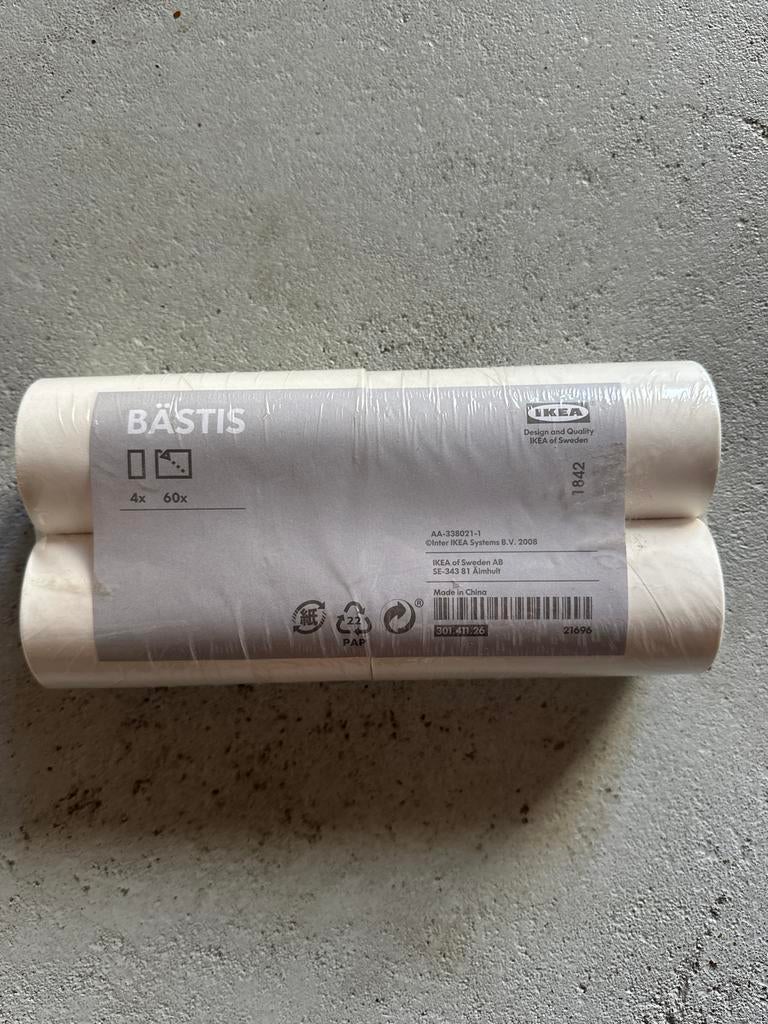 BÄSTIS
4x 60x
IKEA
Design and Quality
IKEA of Sweden
1842
AA-338021-1
©Inter IKEA Systems B.V. 2008
IKEA of Sweden AB
SE-343 81 Älmhult
Made in China
301.411.26 21696
紙
22
PAP
®